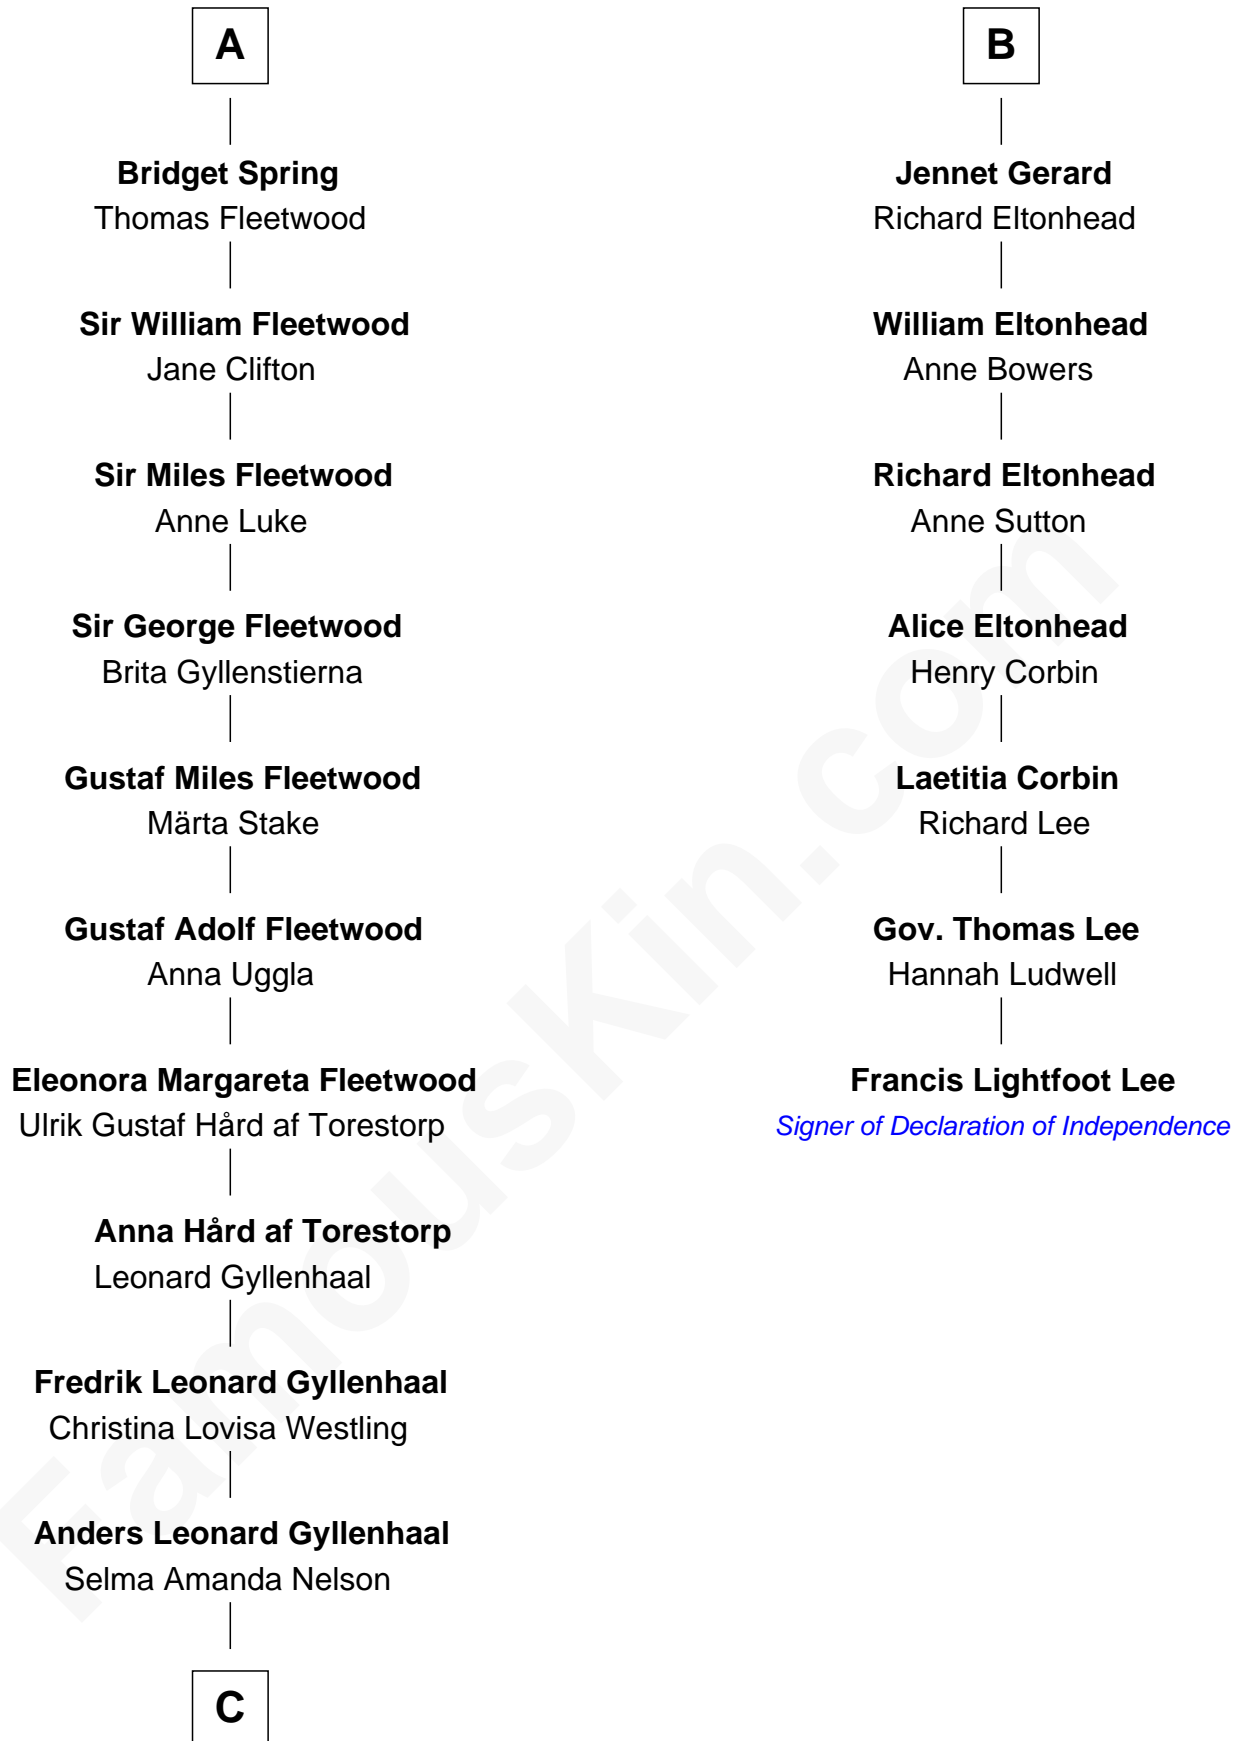 A
Bridget Spring
Thomas Fleetwood
Sir William Fleetwood
Jane Clifton
Sir Miles Fleetwood
Anne Luke
Sir George Fleetwood
Brita Gyllenstierna
Gustaf Miles Fleetwood
Märta Stake
Gustaf Adolf Fleetwood
Anna Uggla
Eleonora Margareta Fleetwood
Ulrik Gustaf Hård af Torestorp
Anna Hård af Torestorp
Leonard Gyllenhaal
Fredrik Leonard Gyllenhaal
Christina Lovisa Westling
Anders Leonard Gyllenhaal
Selma Amanda Nelson
C
B
Jennet Gerard
Richard Eltonhead
William Eltonhead
Anne Bowers
Richard Eltonhead
Anne Sutton
Alice Eltonhead
Henry Corbin
Laetitia Corbin
Richard Lee
Gov. Thomas Lee
Hannah Ludwell
Francis Lightfoot Lee
Signer of Declaration of Independence
FamousKin.com